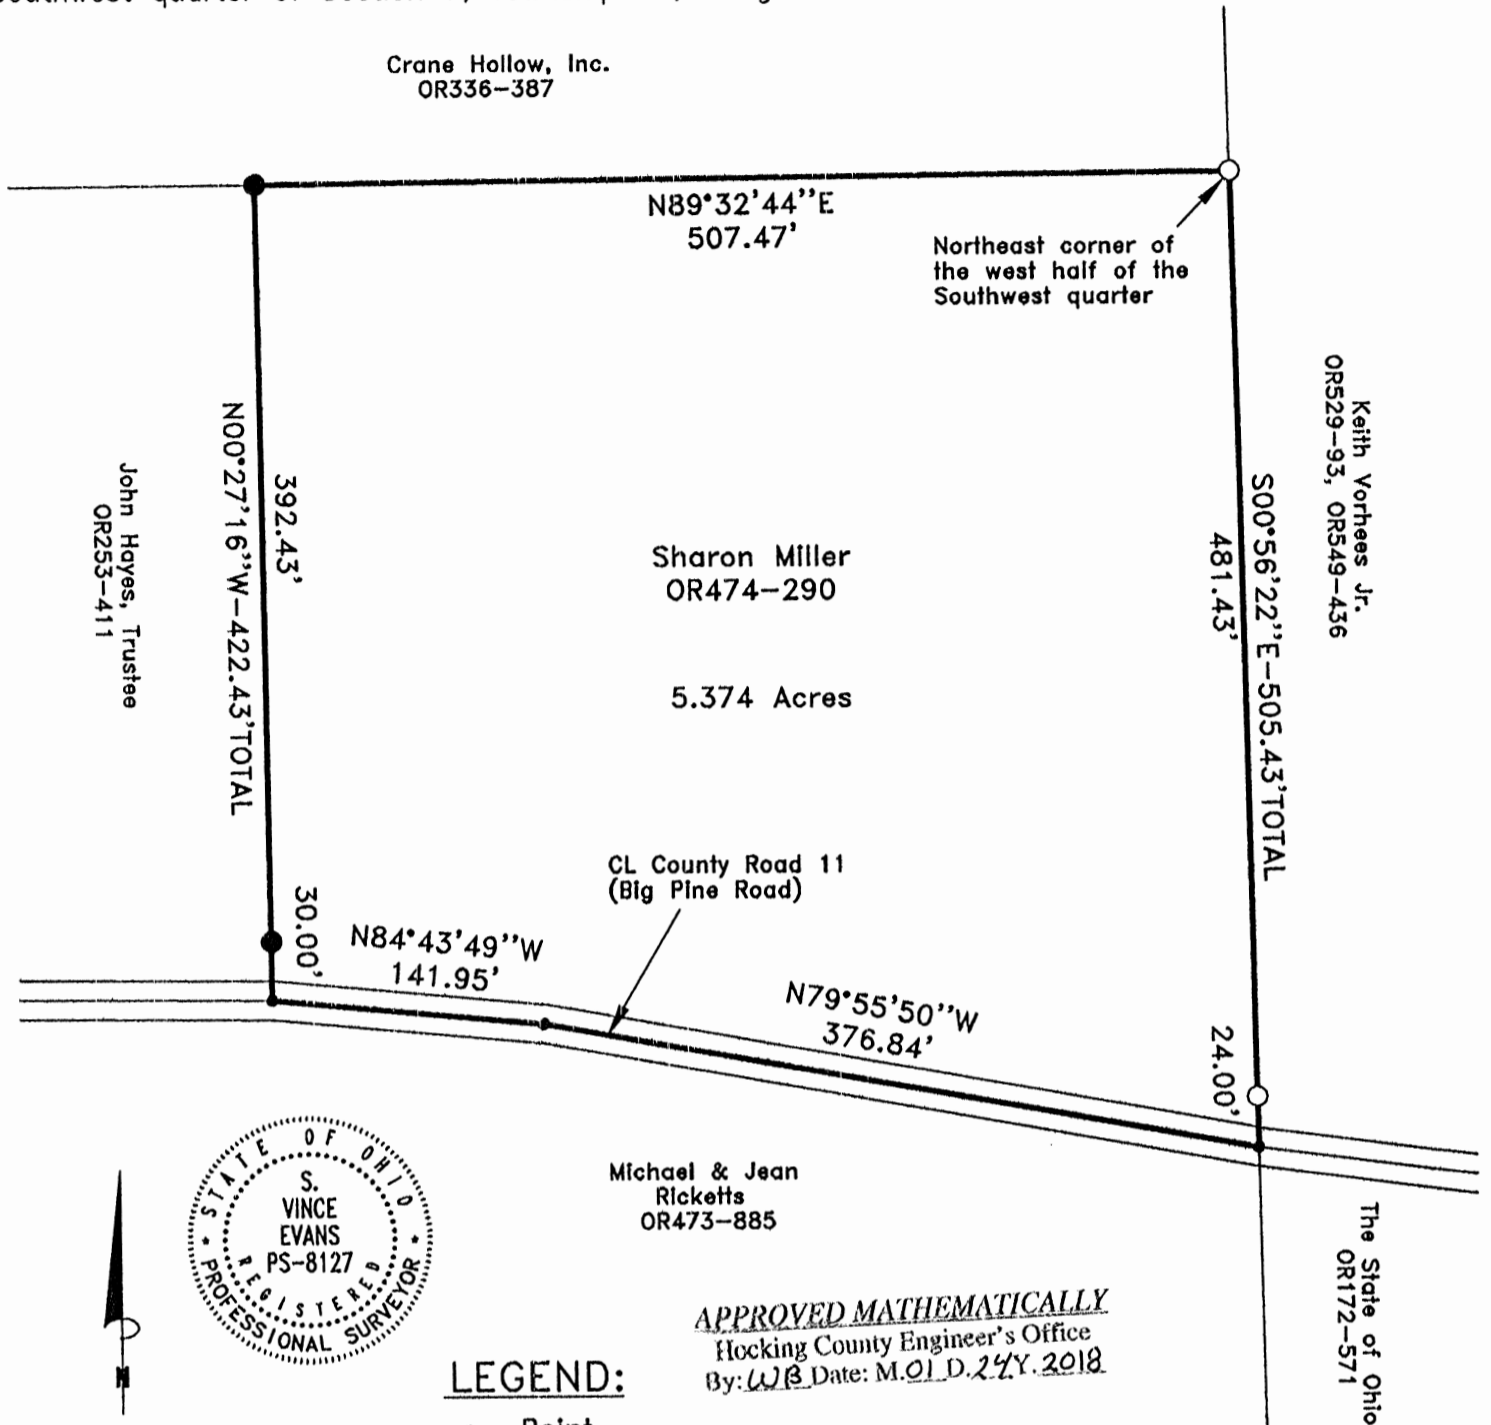 Crane Hollow, Inc.
OR336-387
N89°32'44"E
507.47'
Northeast corner of
the west half of the
Southwest quarter
Keith Vorhees Jr.
OR529-93, OR549-436
S00°56'22"E-505.43'TOTAL
481.43'
24.00'
392.43'
N00°27'16"W-422.43'TOTAL
30.00'
John Hayes, Trustee
OR253-411
Sharon Miller
OR474-290
5.374 Acres
CL County Road 11
(Big Pine Road)
N84°43'49"W
141.95'
N79°55'50"W
376.84'
Michael & Jean
Ricketts
OR473-885
The State of Ohio
OR172-571
STATE OF OHIO
S.
VINCE
EVANS
PS-8127
REGISTERED
* PROFESSIONAL SURVEYOR *
N
APPROVED MATHEMATICALLY
Hocking County Engineer's Office
By: WB Date: M.01 D.24 Y.2018
LEGEND:
Point